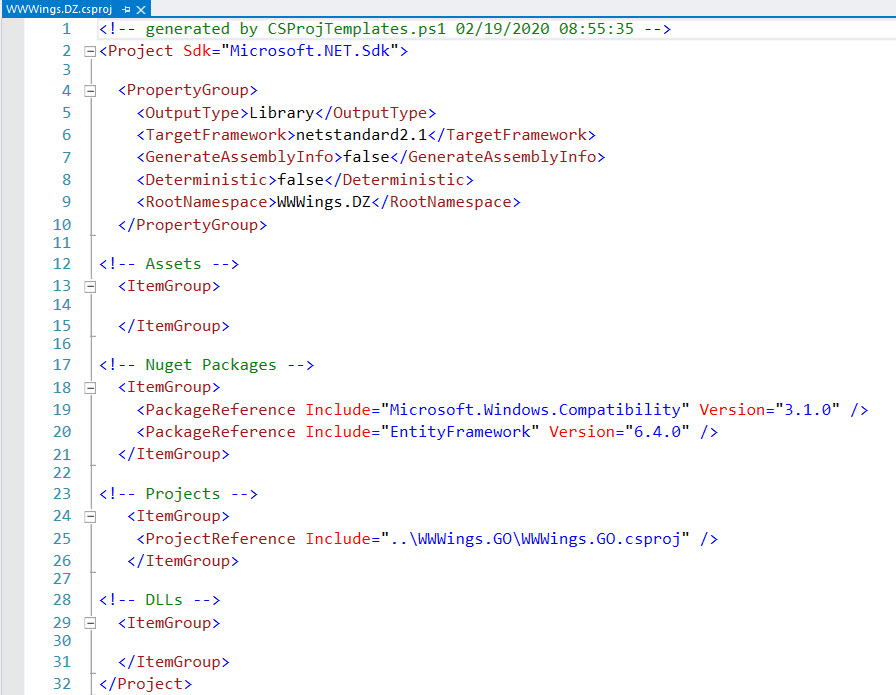 WWWings.DZ.csproj
1 <!-- generated by CSProjTemplates.ps1 02/19/2020 08:55:35 -->
2 <Project Sdk="Microsoft.NET.Sdk">
3
4 <PropertyGroup>
5 <OutputType>Library</OutputType>
6 <TargetFramework>netstandard2.1</TargetFramework>
7 <GenerateAssemblyInfo>false</GenerateAssemblyInfo>
8 <Deterministic>false</Deterministic>
9 <RootNamespace>WWWings.DZ</RootNamespace>
10 </PropertyGroup>
11
12 <!-- Assets -->
13 <ItemGroup>
14
15 </ItemGroup>
16
17 <!-- Nuget Packages -->
18 <ItemGroup>
19 <PackageReference Include="Microsoft.Windows.Compatibility" Version="3.1.0" />
20 <PackageReference Include="EntityFramework" Version="6.4.0" />
21 </ItemGroup>
22
23 <!-- Projects -->
24 <ItemGroup>
25 <ProjectReference Include="..\WWWings.GO\WWWings.GO.csproj" />
26 </ItemGroup>
27
28 <!-- DLLs -->
29 <ItemGroup>
30
31 </ItemGroup>
32 </Project>